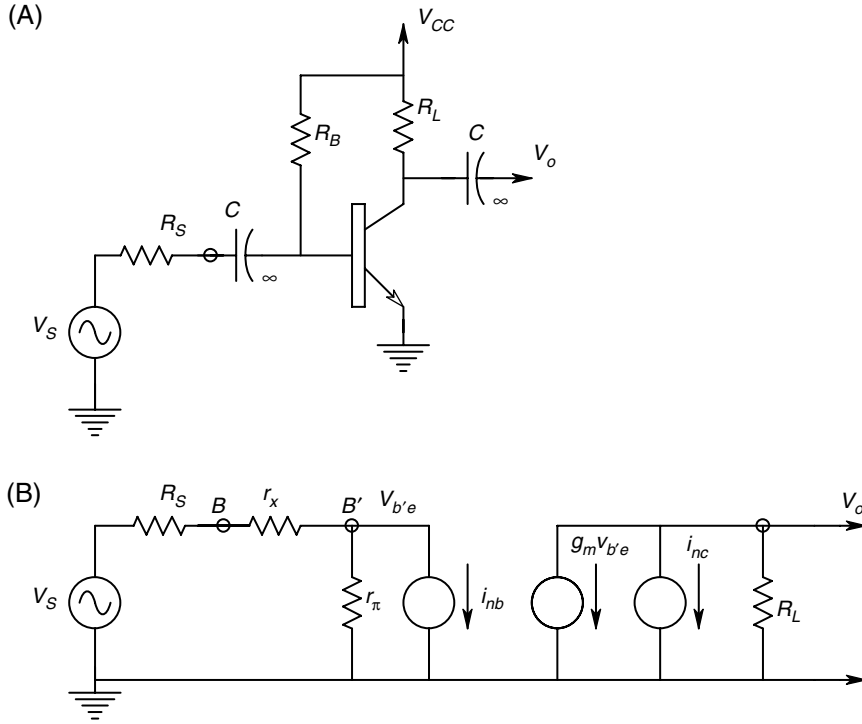 (A)
V_CC
R_L
R_B
C
V_o
∞
C
R_S
∞
V_S
(B)
R_S
B
r_x
B′
V_b′e
V_o
V_S
r_π
i_nb
g_m v_b′e
i_nc
R_L